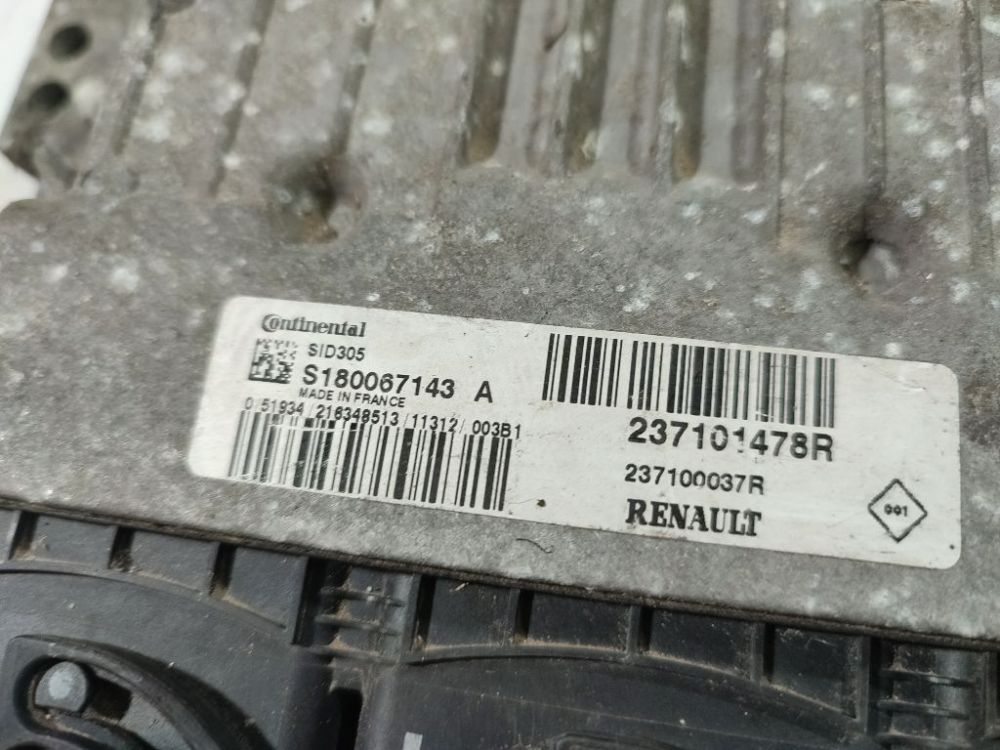 Continental
SID305
S180067143 A
MADE IN FRANCE
0 51934 / 216348513 / 11312 / 003B1
237101478R
237100037R
RENAULT
001